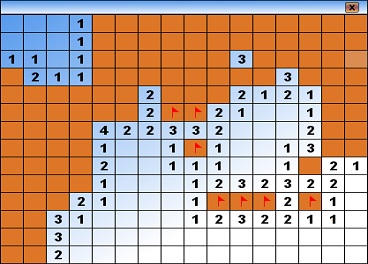 1
1
1 1 1 3
2 1 1 3
2 2 1 2 1
2 2 1 1
4 2 2 3 3 2 2
1 1 1 3
2 1 1 1 1 2 1
1 2 3 2 3 2 2
2 1 1 2 1
3 1 1 2 3 2 2 1 1
3
2